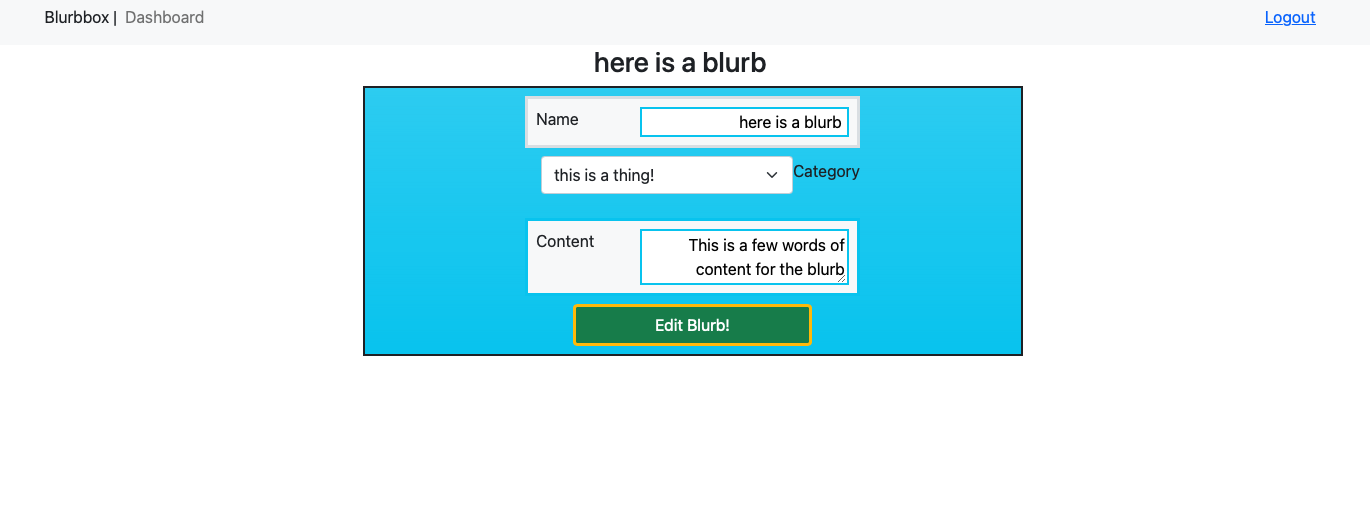 Blurbbox | Dashboard Logout
here is a blurb
Name here is a blurb
this is a thing! Category
Content This is a few words of
content for the blurb
Edit Blurb!